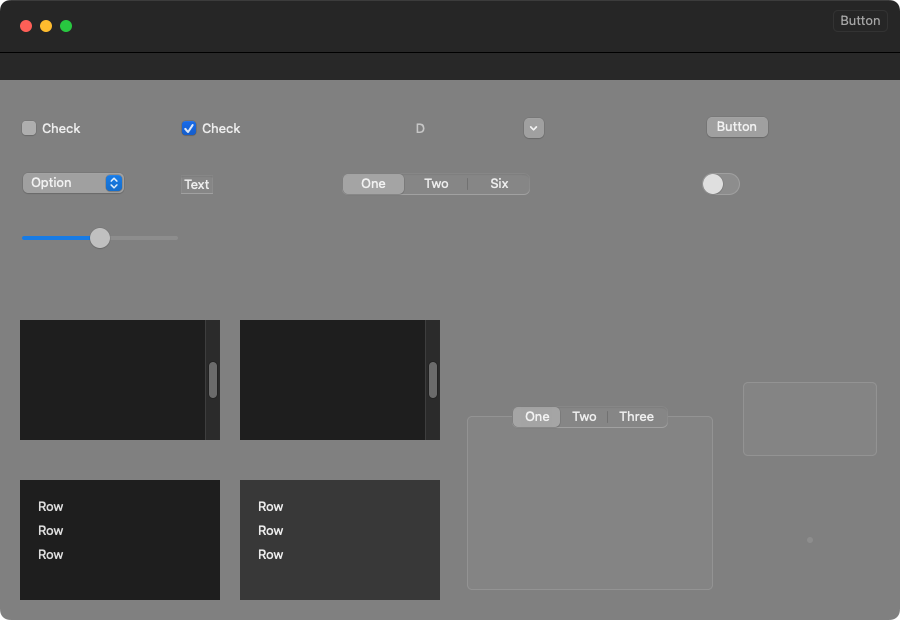 Button
Check
Check
D
Button
Option
Text
One
Two
Six
One
Two
Three
Row
Row
Row
Row
Row
Row